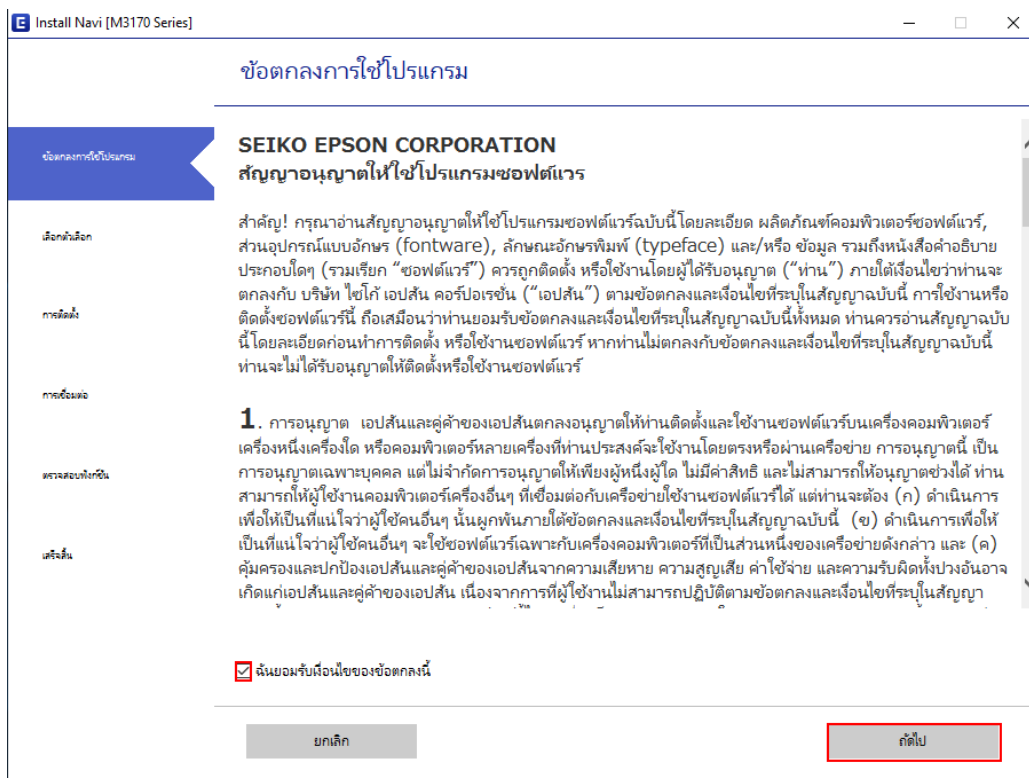 Install Navi [M3170 Series]
ข้อตกลงการใช้โปรแกรม
ข้อตกลงการใช้โปรแกรม
เลือกตัวเลือก
การติดตั้ง
การเชื่อมต่อ
ตรวจสอบฟังก์ชัน
เสร็จสิ้น
SEIKO EPSON CORPORATION
สัญญาอนุญาตให้ใช้โปรแกรมซอฟต์แวร
สำคัญ! กรุณาอ่านสัญญาอนุญาตให้ใช้โปรแกรมซอฟต์แวร์ฉบับนี้โดยละเอียด ผลิตภัณฑ์คอมพิวเตอร์ซอฟต์แวร์,
ส่วนอุปกรณ์แบบอักษร (fontware), ลักษณะอักษรพิมพ์ (typeface) และ/หรือ ข้อมูล รวมถึงหนังสือคำอธิบาย
ประกอบใดๆ (รวมเรียก “ซอฟต์แวร์”) ควรถูกติดตั้ง หรือใช้งานโดยผู้ได้รับอนุญาต (“ท่าน”) ภายใต้เงื่อนไขว่าท่านจะ
ตกลงกับ บริษัท ไซโก้ เอปสัน คอร์ปอเรชั่น (“เอปสัน”) ตามข้อตกลงและเงื่อนไขที่ระบุในสัญญาฉบับนี้ การใช้งานหรือ
ติดตั้งซอฟต์แวร์นี้ ถือเสมือนว่าท่านยอมรับข้อตกลงและเงื่อนไขที่ระบุในสัญญาฉบับนี้ทั้งหมด ท่านควรอ่านสัญญาฉบับ
นี้โดยละเอียดก่อนทำการติดตั้ง หรือใช้งานซอฟต์แวร์ หากท่านไม่ตกลงกับข้อตกลงและเงื่อนไขที่ระบุในสัญญาฉบับนี้
ท่านจะไม่ได้รับอนุญาตให้ติดตั้งหรือใช้งานซอฟต์แวร์
1. การอนุญาต เอปสันและคู่ค้าของเอปสันตกลงอนุญาตให้ท่านติดตั้งและใช้งานซอฟต์แวร์บนเครื่องคอมพิวเตอร์
เครื่องหนึ่งเครื่องใด หรือคอมพิวเตอร์หลายเครื่องที่ท่านประสงค์จะใช้งานโดยตรงหรือผ่านเครือข่าย การอนุญาตนี้ เป็น
การอนุญาตเฉพาะบุคคล แต่ไม่จำกัดการอนุญาตให้เพียงผู้หนึ่งผู้ใด ไม่มีค่าสิทธิ และไม่สามารถให้อนุญาตช่วงได้ ท่าน
สามารถให้ผู้ใช้งานคอมพิวเตอร์เครื่องอื่นๆ ที่เชื่อมต่อกับเครือข่ายใช้งานซอฟต์แวร์ได้ แต่ท่านจะต้อง (ก) ดำเนินการ
เพื่อให้เป็นที่แน่ใจว่าผู้ใช้คนอื่นๆ นั้นผูกพันภายใต้ข้อตกลงและเงื่อนไขที่ระบุในสัญญาฉบับนี้ (ข) ดำเนินการเพื่อให้
เป็นที่แน่ใจว่าผู้ใช้คนอื่นๆ จะใช้ซอฟต์แวร์เฉพาะกับเครื่องคอมพิวเตอร์ที่เป็นส่วนหนึ่งของเครือข่ายดังกล่าว และ (ค)
คุ้มครองและปกป้องเอปสันและคู่ค้าของเอปสันจากความเสียหาย ความสูญเสีย ค่าใช้จ่าย และความรับผิดทั้งปวงอันอาจ
เกิดแก่เอปสันและคู่ค้าของเอปสัน เนื่องจากการที่ผู้ใช้งานไม่สามารถปฏิบัติตามข้อตกลงและเงื่อนไขที่ระบุในสัญญา
ฉันยอมรับเงื่อนไขของข้อตกลงนี้
ยกเลิก
ถัดไป